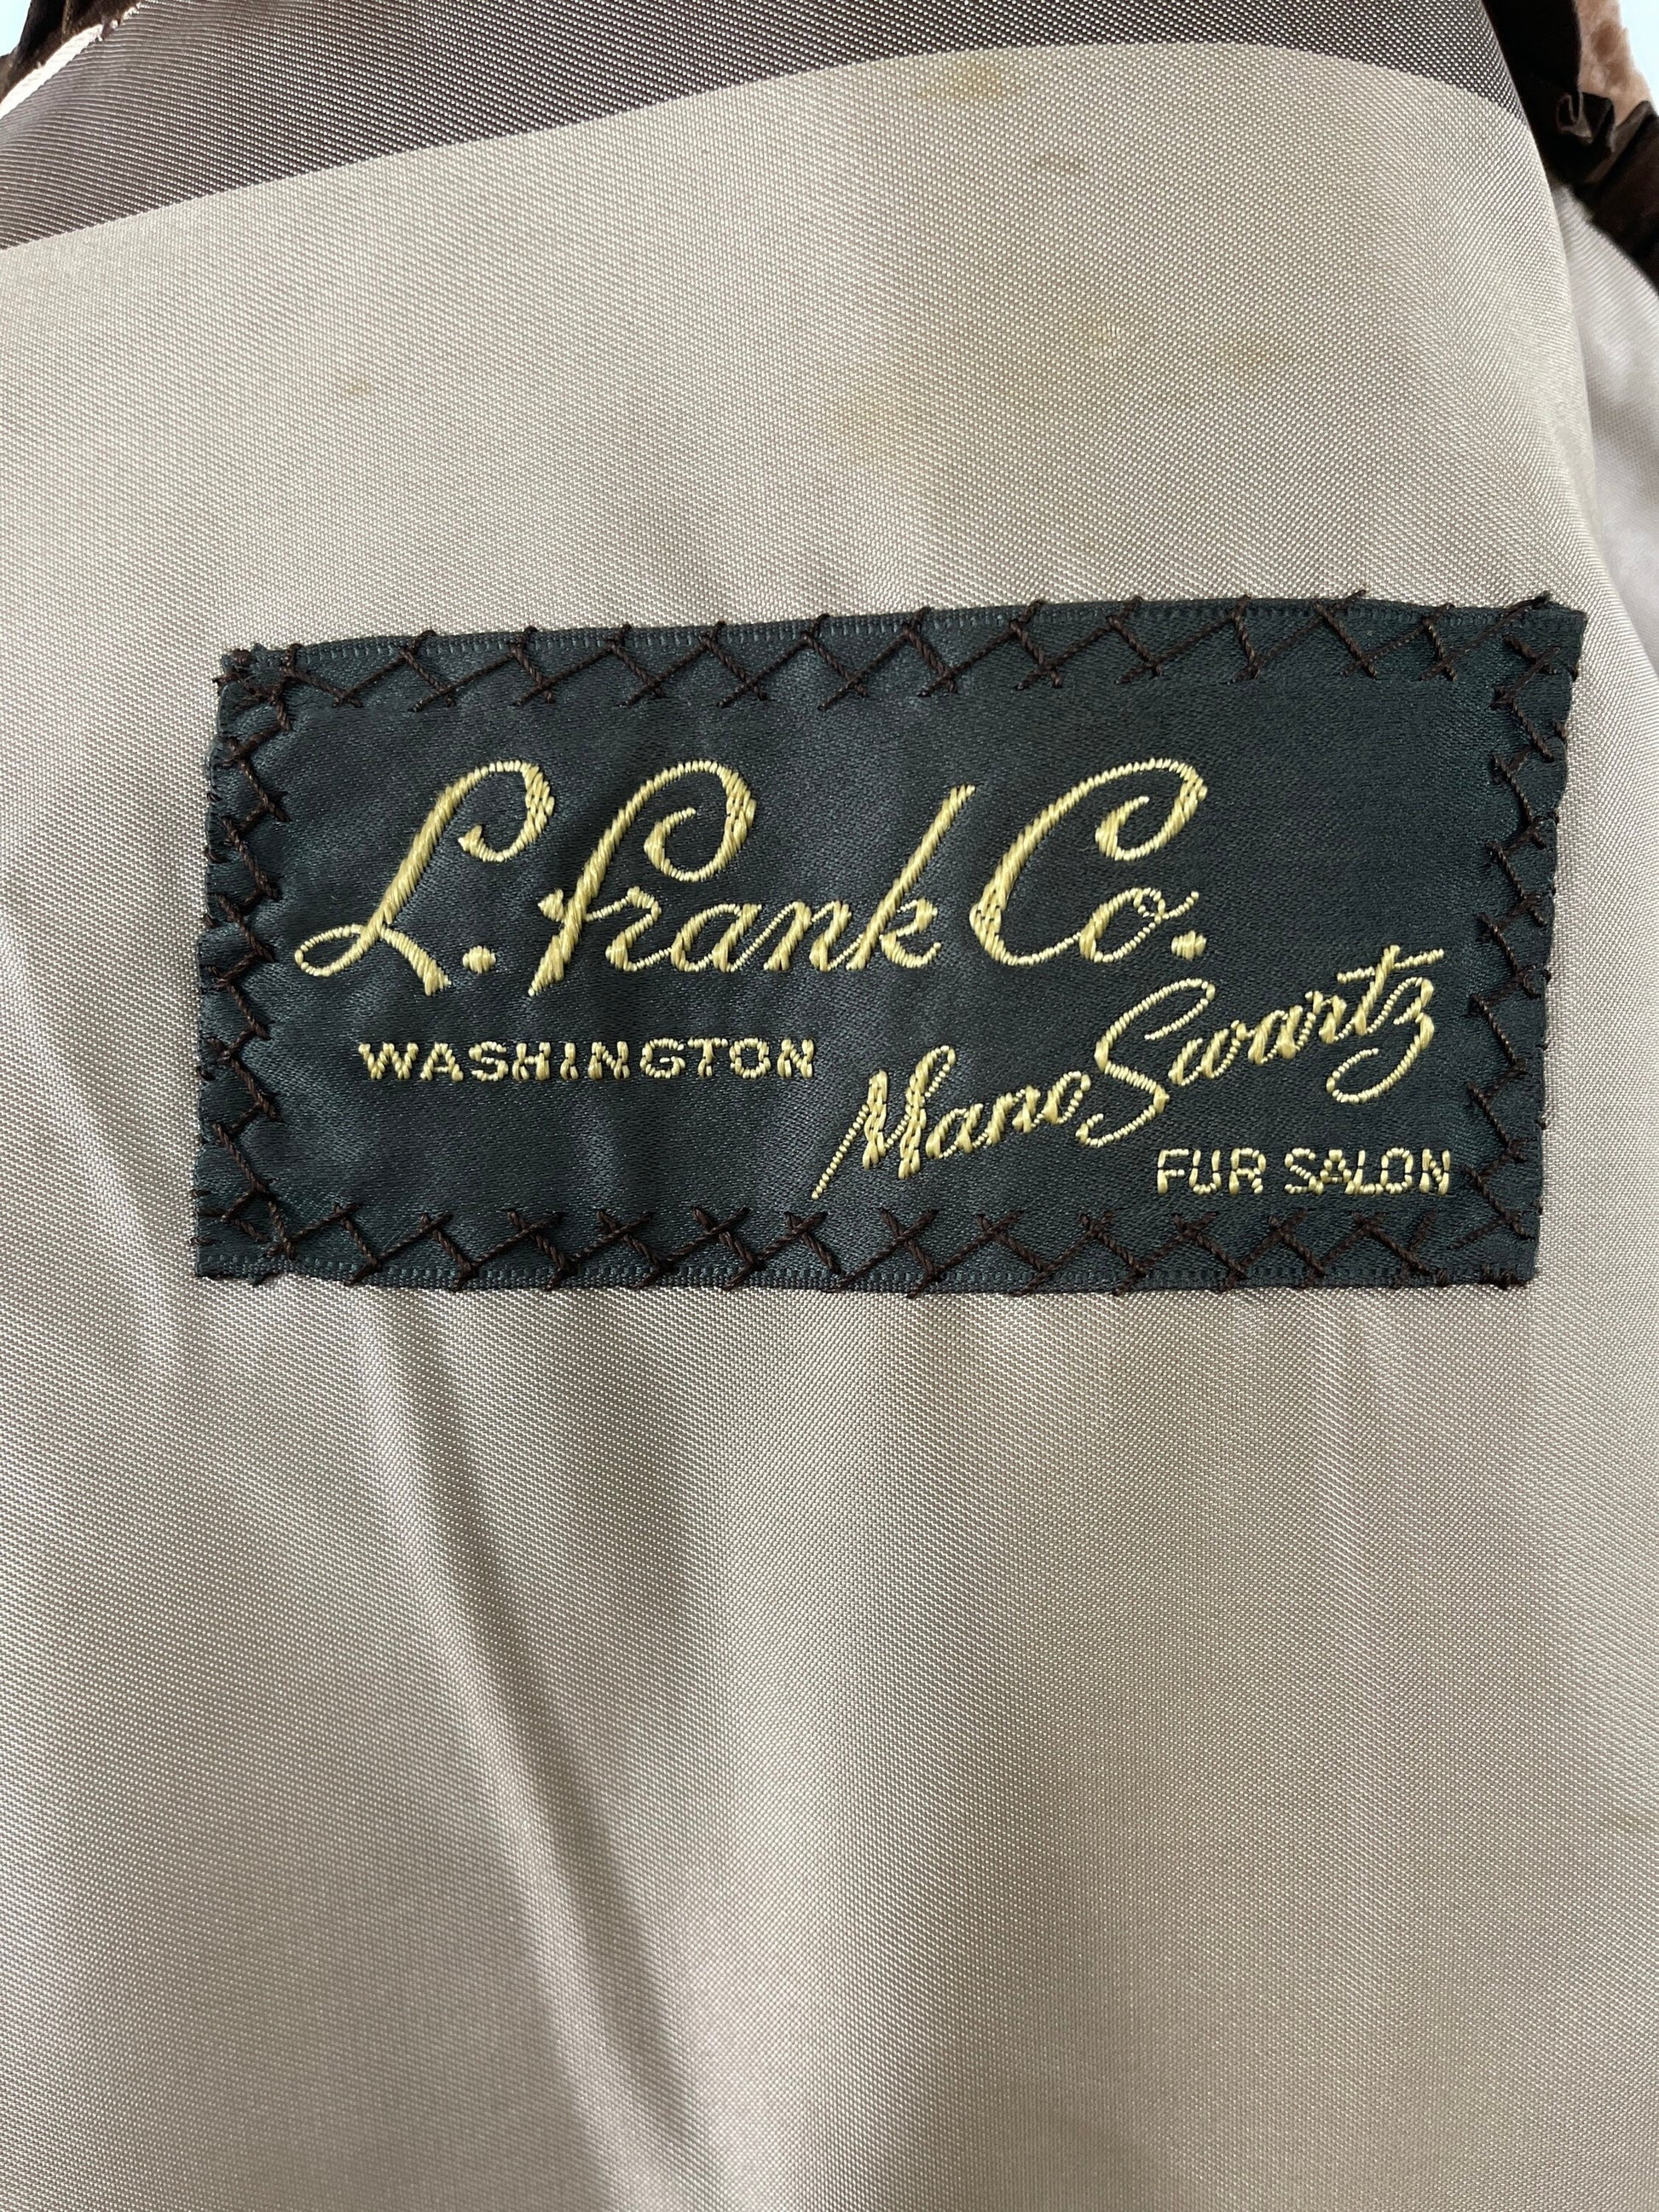 L. Frank Co.
WASHINGTON
Mano Swartz
FUR SALON